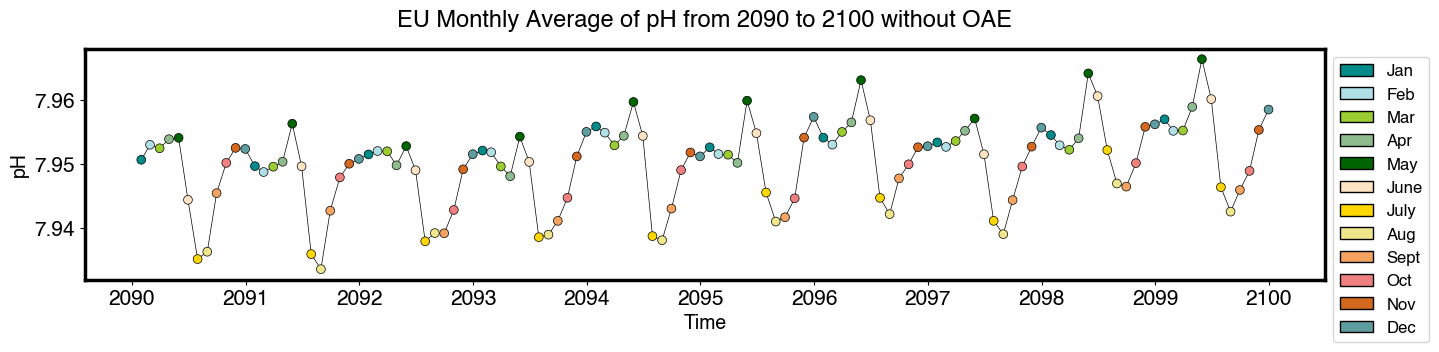 EU Monthly Average of pH from 2090 to 2100 without OAE
pH
7.96
7.95
7.94
2090 2091 2092 2093 2094 2095 2096 2097 2098 2099 2100
Time
Jan
Feb
Mar
Apr
May
June
July
Aug
Sept
Oct
Nov
Dec